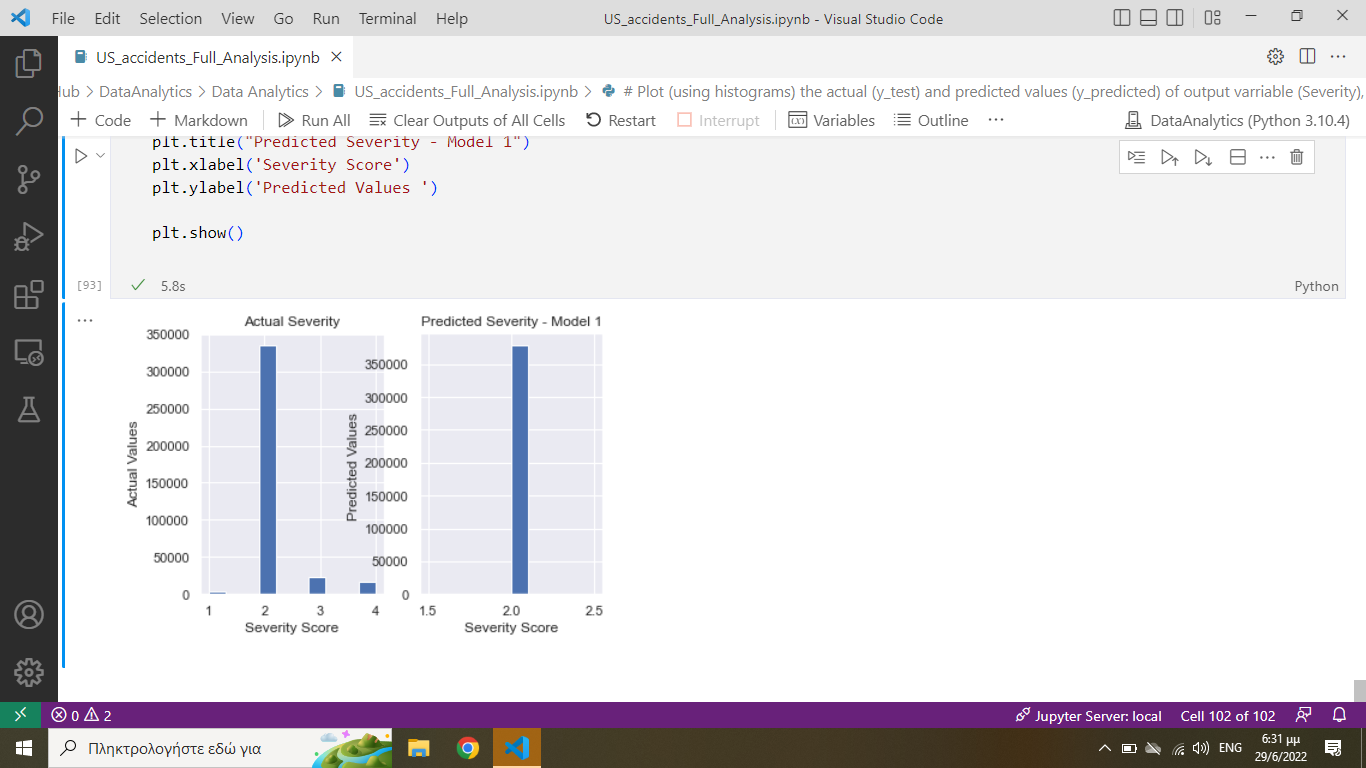 File Edit Selection View Go Run Terminal Help US_accidents_Full_Analysis.ipynb - Visual Studio Code
US_accidents_Full_Analysis.ipynb
Hub > DataAnalytics > Data Analytics > US_accidents_Full_Analysis.ipynb > # Plot (using histograms) the actual (y_test) and predicted values (y_predicted) of output varriable (Severity),
+ Code + Markdown Run All Clear Outputs of All Cells Restart Interrupt Variables Outline ... DataAnalytics (Python 3.10.4)
plt.title("Predicted Severity - Model 1")
plt.xlabel('Severity Score')
plt.ylabel('Predicted Values ')
plt.show()
[93] 5.8s Python
Actual Severity
350000
300000
250000
200000
150000
100000
50000
0
Actual Values
1 2 3 4
Severity Score
Predicted Severity - Model 1
350000
300000
250000
200000
150000
100000
50000
0
Predicted Values
1.5 2.0 2.5
Severity Score
0 2 Jupyter Server: local Cell 102 of 102
Πληκτρολογήστε εδώ για ENG 6:31 μμ
29/6/2022